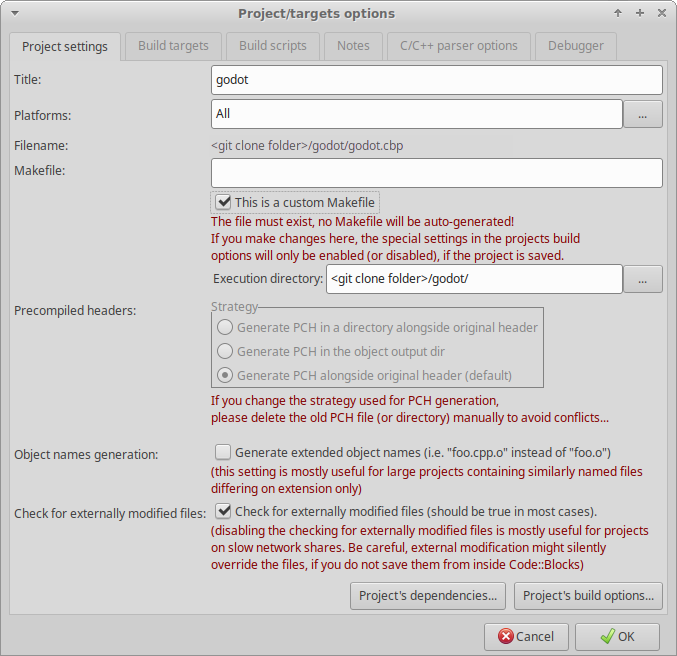 Project/targets options
Project settings
Build targets
Build scripts
Notes
C/C++ parser options
Debugger
Title:
godot
Platforms:
All
...
Filename:
<git clone folder>/godot/godot.cbp
Makefile:
This is a custom Makefile
The file must exist, no Makefile will be auto-generated!
If you make changes here, the special settings in the projects build
options will only be enabled (or disabled), if the project is saved.
Execution directory:
<git clone folder>/godot/
...
Precompiled headers:
Strategy
Generate PCH in a directory alongside original header
Generate PCH in the object output dir
Generate PCH alongside original header (default)
If you change the strategy used for PCH generation,
please delete the old PCH file (or directory) manually to avoid conflicts...
Object names generation:
Generate extended object names (i.e. "foo.cpp.o" instead of "foo.o")
(this setting is mostly useful for large projects containing similarly named files
differing on extension only)
Check for externally modified files:
Check for externally modified files (should be true in most cases).
(disabling the checking for externally modified files is mostly useful for projects
on slow network shares. Be careful, external modification might silently
override the files, if you do not save them from inside Code::Blocks)
Project's dependencies...
Project's build options...
Cancel
OK